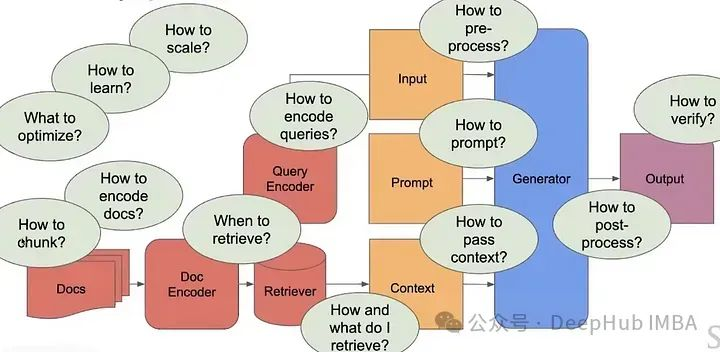 How to
scale?
How to
learn?
What to
optimize?
How to
pre-
process?
Input
How to
encode
queries?
Query
Encoder
How to
prompt?
Prompt
Generator
How to
verify?
Output
How to
post-
process?
How to
encode
docs?
How to
chunk?
Docs
Doc
Encoder
When to
retrieve?
Retriever
How to
pass
context?
Context
How and
what do I
retrieve?
公众号 · DeepHub IMBA
S